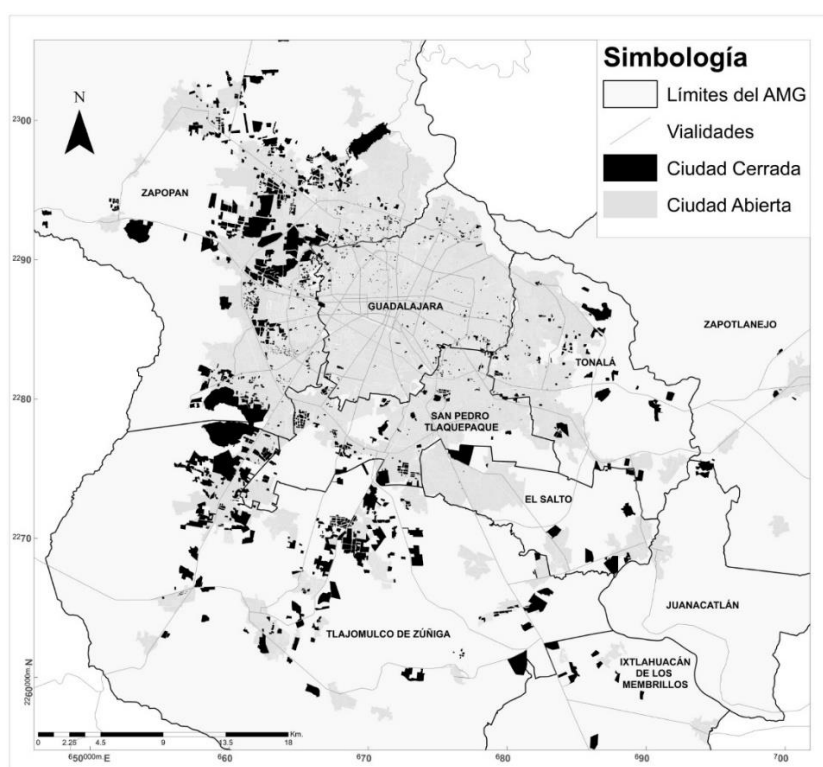 Simbología
Límites del AMG
Vialidades
Ciudad Cerrada
Ciudad Abierta
N
2300
ZAPOPAN
2290
GUADALAJARA
ZAPOTLANEJO
TONALÁ
2280
SAN PEDRO
TLAQUEPAQUE
EL SALTO
2270
JUANACATLÁN
TLAJOMULCO DE ZÚÑIGA
IXTLAHUACÁN
DE LOS
MEMBRILLOS
2260000m. N
Km.
0 2.25 4.5 9 13.5 18
650000m E 660 670 680 690 700